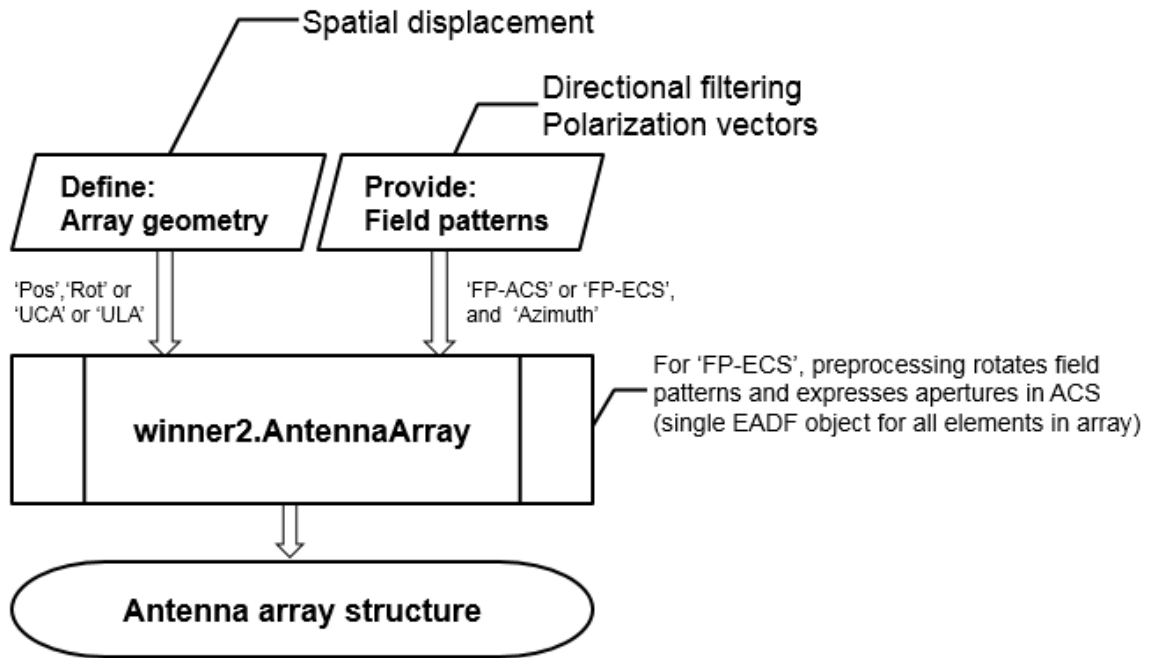 Spatial displacement
Directional filtering
Polarization vectors
Define:
Array geometry
Provide:
Field patterns
‘Pos’,‘Rot’ or
‘UCA’ or ‘ULA’
‘FP-ACS’ or ‘FP-ECS’,
and ‘Azimuth’
For ‘FP-ECS’, preprocessing rotates field
patterns and expresses apertures in ACS
(single EADF object for all elements in array)
winner2.AntennaArray
Antenna array structure